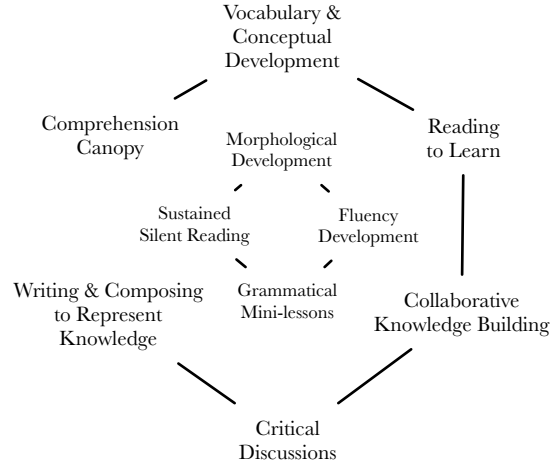 Vocabulary &
Conceptual
Development
Comprehension
Canopy
Reading
to Learn
Morphological
Development
Sustained
Silent Reading
Fluency
Development
Grammatical
Mini-lessons
Writing & Composing
to Represent
Knowledge
Collaborative
Knowledge Building
Critical
Discussions